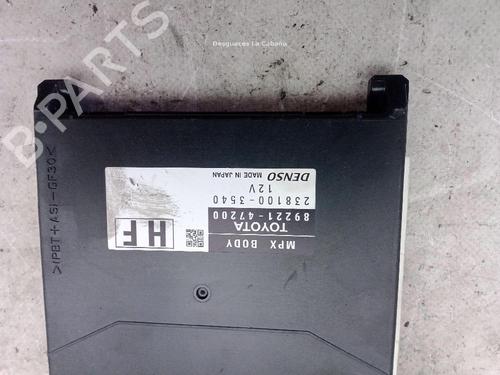 MPX BODY
TOYOTA
89221-47200
238100-3540
12V
DENSO MADE IN JAPAN
HF
>(PBT+ASA)-GF30<
Desguaces La Cabaña
B-PARTS